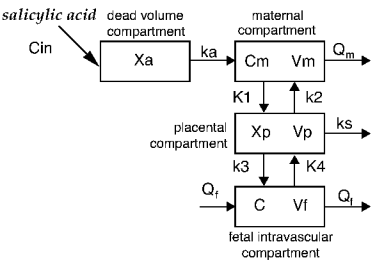 salicylic acid
Cin
dead volume
compartment
Xa
ka
maternal
compartment
Cm Vm
Qm
K1 k2
placental
compartment
Xp Vp
ks
k3 K4
Qf
C Vf
Qf
fetal intravascular
compartment